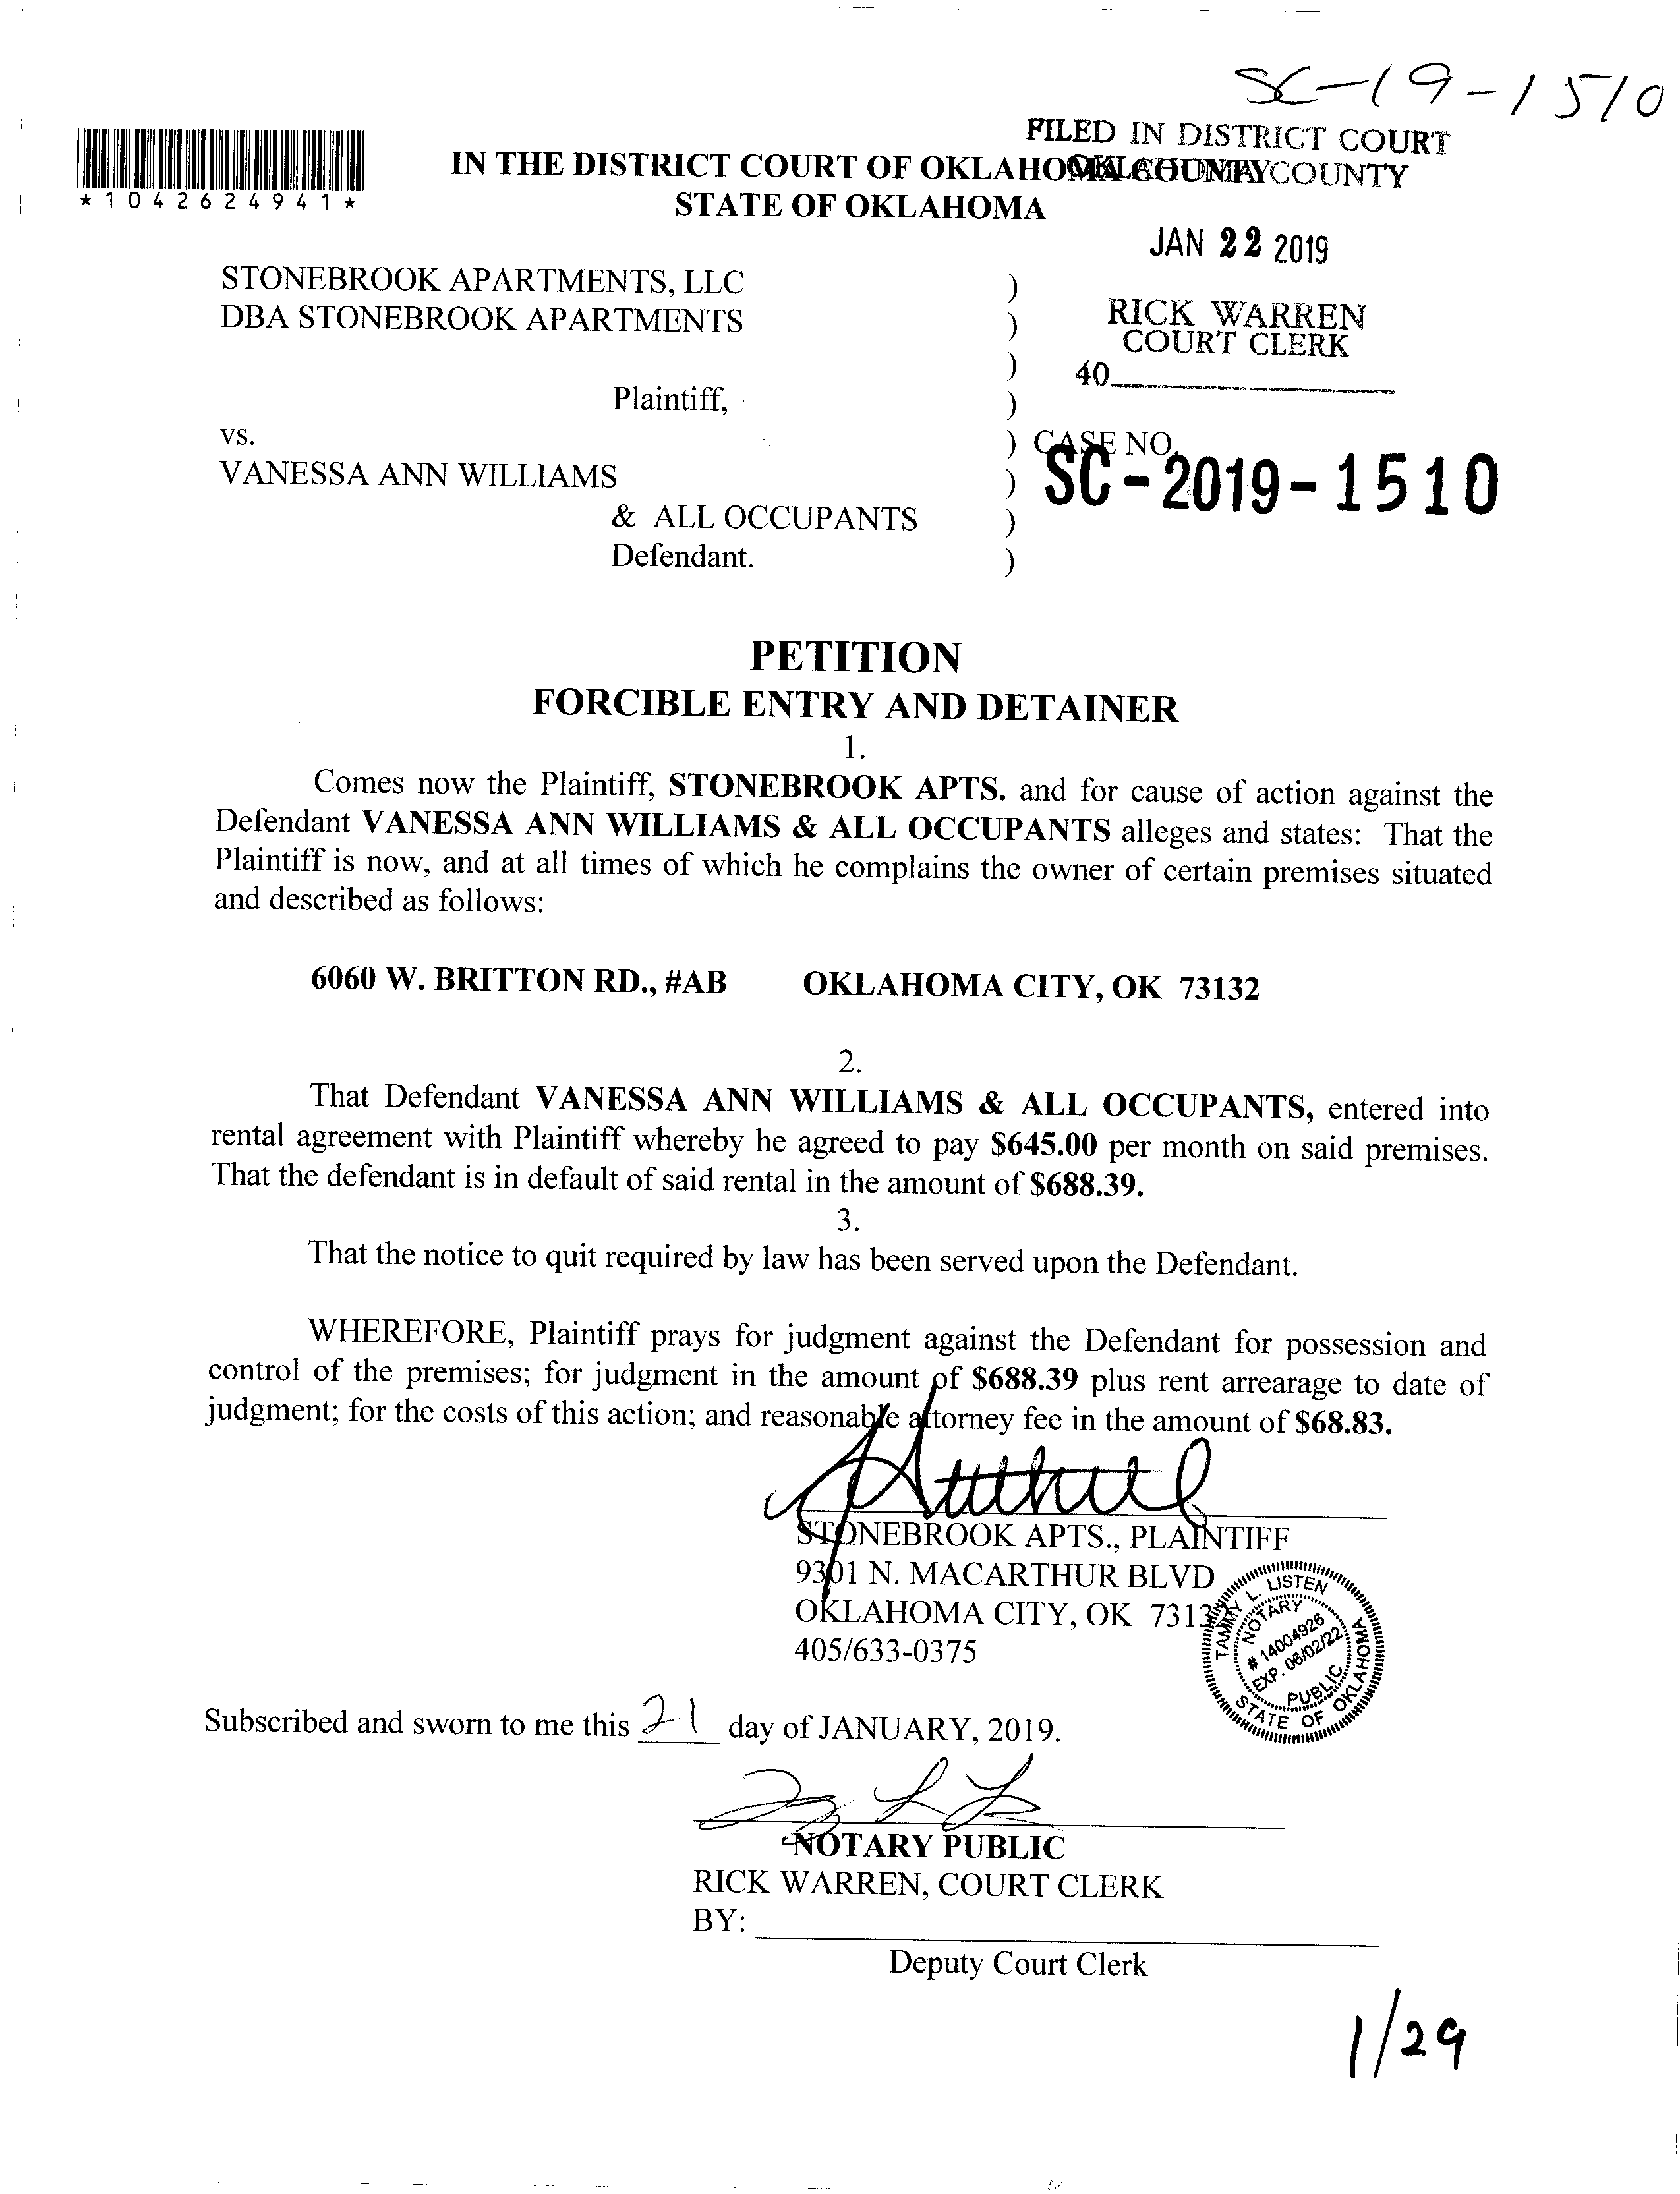 SC-19-1510
FILED IN DISTRICT COURT
OKLAHOMA COUNTY
*1042624941*
IN THE DISTRICT COURT OF OKLAHOMA COUNTY
STATE OF OKLAHOMA
JAN 22 2019
STONEBROOK APARTMENTS, LLC )
DBA STONEBROOK APARTMENTS )
RICK WARREN
COURT CLERK
)
40
Plaintiff, )
vs. ) CASE NO.
VANESSA ANN WILLIAMS )
SC-2019-1510
& ALL OCCUPANTS )
Defendant. )
PETITION
FORCIBLE ENTRY AND DETAINER
1.
Comes now the Plaintiff, STONEBROOK APTS. and for cause of action against the
Defendant VANESSA ANN WILLIAMS & ALL OCCUPANTS alleges and states: That the
Plaintiff is now, and at all times of which he complains the owner of certain premises situated
and described as follows:
6060 W. BRITTON RD., #AB OKLAHOMA CITY, OK 73132
2.
That Defendant VANESSA ANN WILLIAMS & ALL OCCUPANTS, entered into
rental agreement with Plaintiff whereby he agreed to pay $645.00 per month on said premises.
That the defendant is in default of said rental in the amount of $688.39.
3.
That the notice to quit required by law has been served upon the Defendant.
WHEREFORE, Plaintiff prays for judgment against the Defendant for possession and
control of the premises; for judgment in the amount of $688.39 plus rent arrearage to date of
judgment; for the costs of this action; and reasonable attorney fee in the amount of $68.83.
STONEBROOK APTS., PLAINTIFF
9301 N. MACARTHUR BLVD
OKLAHOMA CITY, OK 73132
405/633-0375
TAMMY L. LISTEN
NOTARY
# 14004926
EXP. 06/02/22
PUBLIC
STATE OF OKLAHOMA
Subscribed and sworn to me this 21 day of JANUARY, 2019.
NOTARY PUBLIC
RICK WARREN, COURT CLERK
BY:
Deputy Court Clerk
1/29